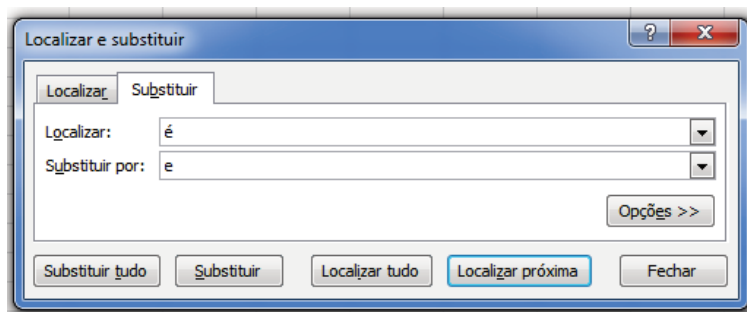 Localizar e substituir
Localizar Substituir
Localizar: é
Substituir por: e
Opções >>
Substituir tudo Substituir Localizar tudo Localizar próxima Fechar